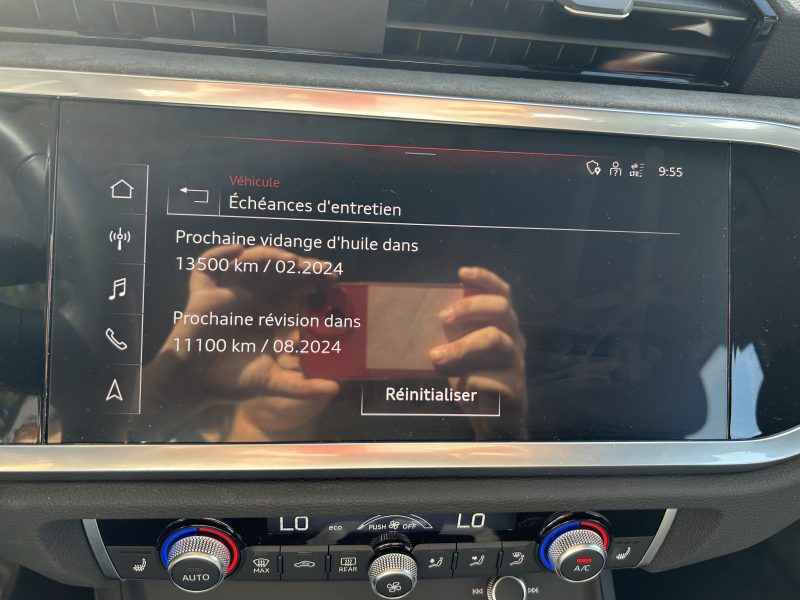 9:55
LTE
Véhicule
Échéances d'entretien
Prochaine vidange d'huile dans
13500 km / 02.2024
Prochaine révision dans
11100 km / 08.2024
Réinitialiser
LO eco PUSH OFF LO
AUTO
MAX
REAR
A/C